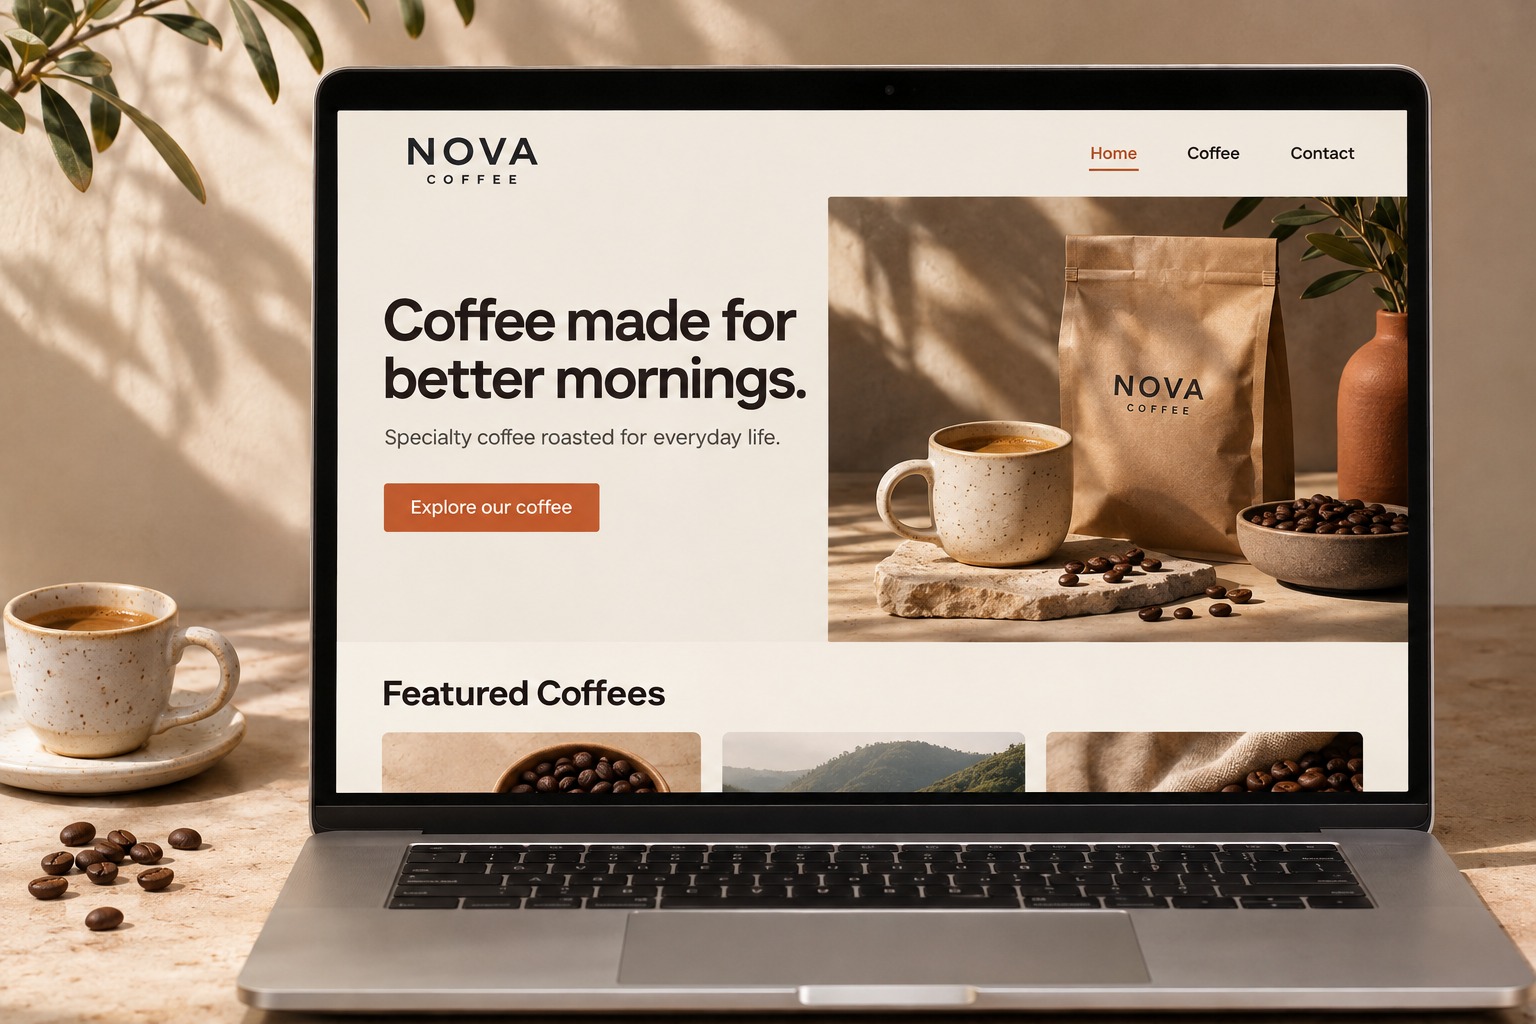 NOVA
COFFEE
Home
Coffee
Contact
Coffee made for
better mornings.
Specialty coffee roasted for everyday life.
Explore our coffee
NOVA
COFFEE
Featured Coffees